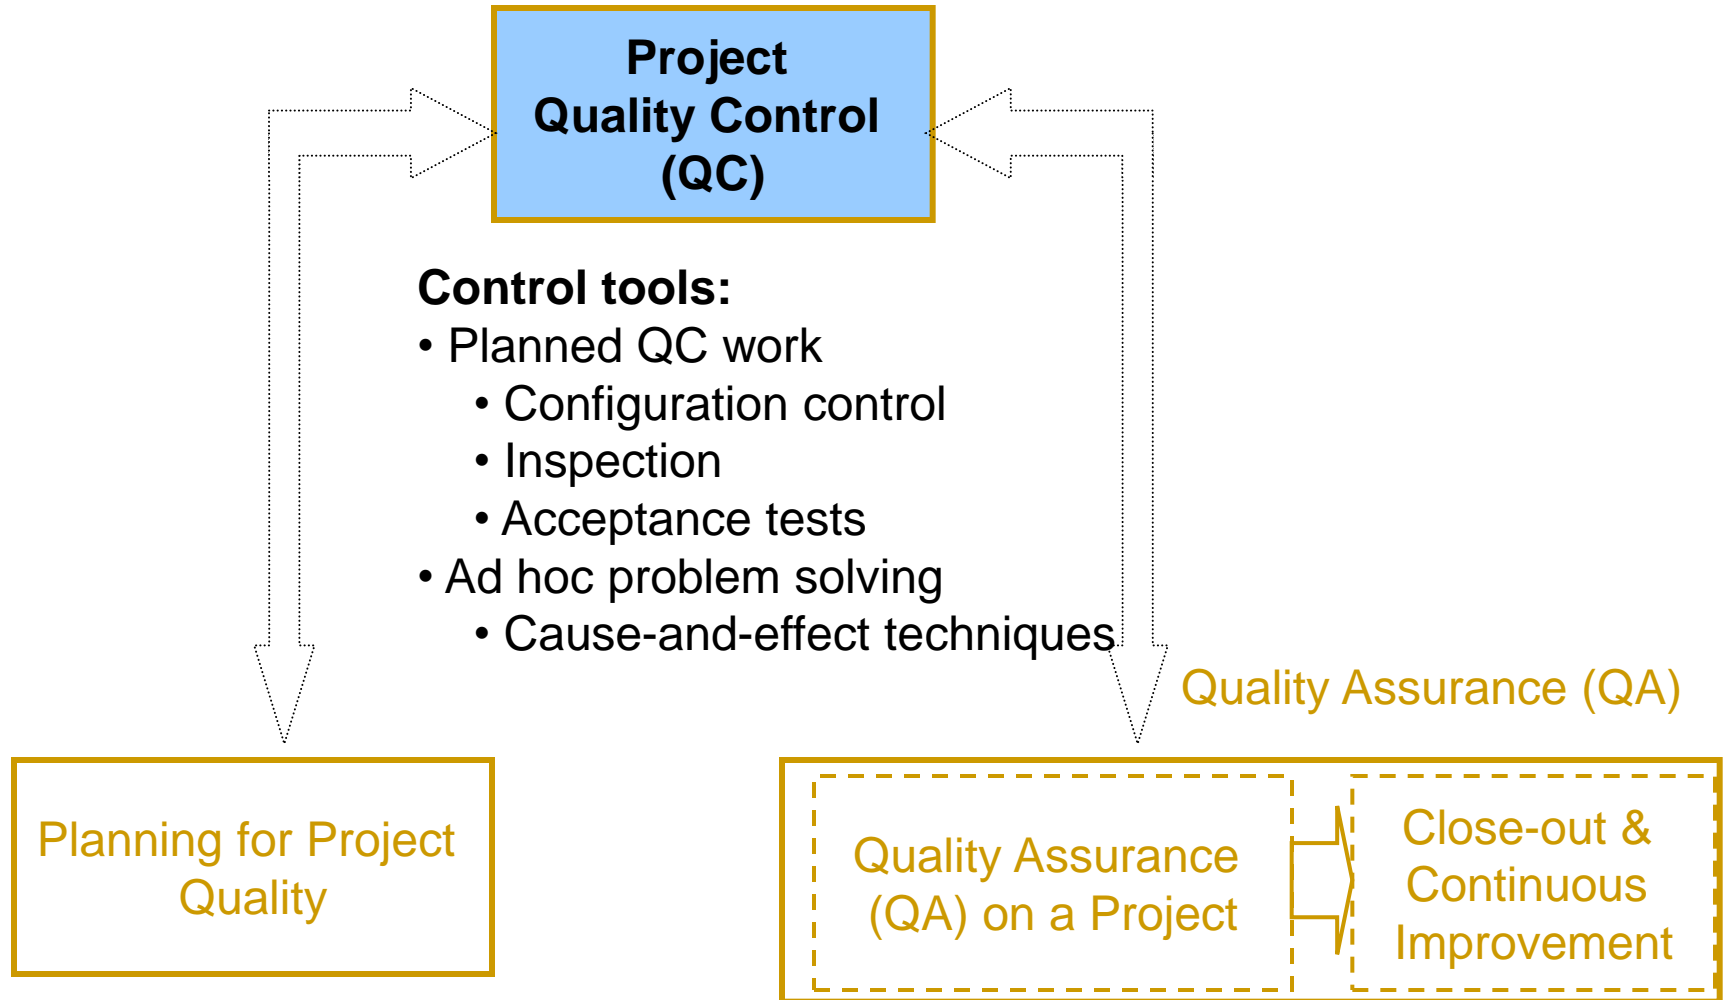 Project
Quality Control
(QC)
Control tools:
• Planned QC work
• Configuration control
• Inspection
• Acceptance tests
• Ad hoc problem solving
• Cause-and-effect techniques
Quality Assurance (QA)
Planning for Project
Quality
Quality Assurance
(QA) on a Project
Close-out &
Continuous
Improvement